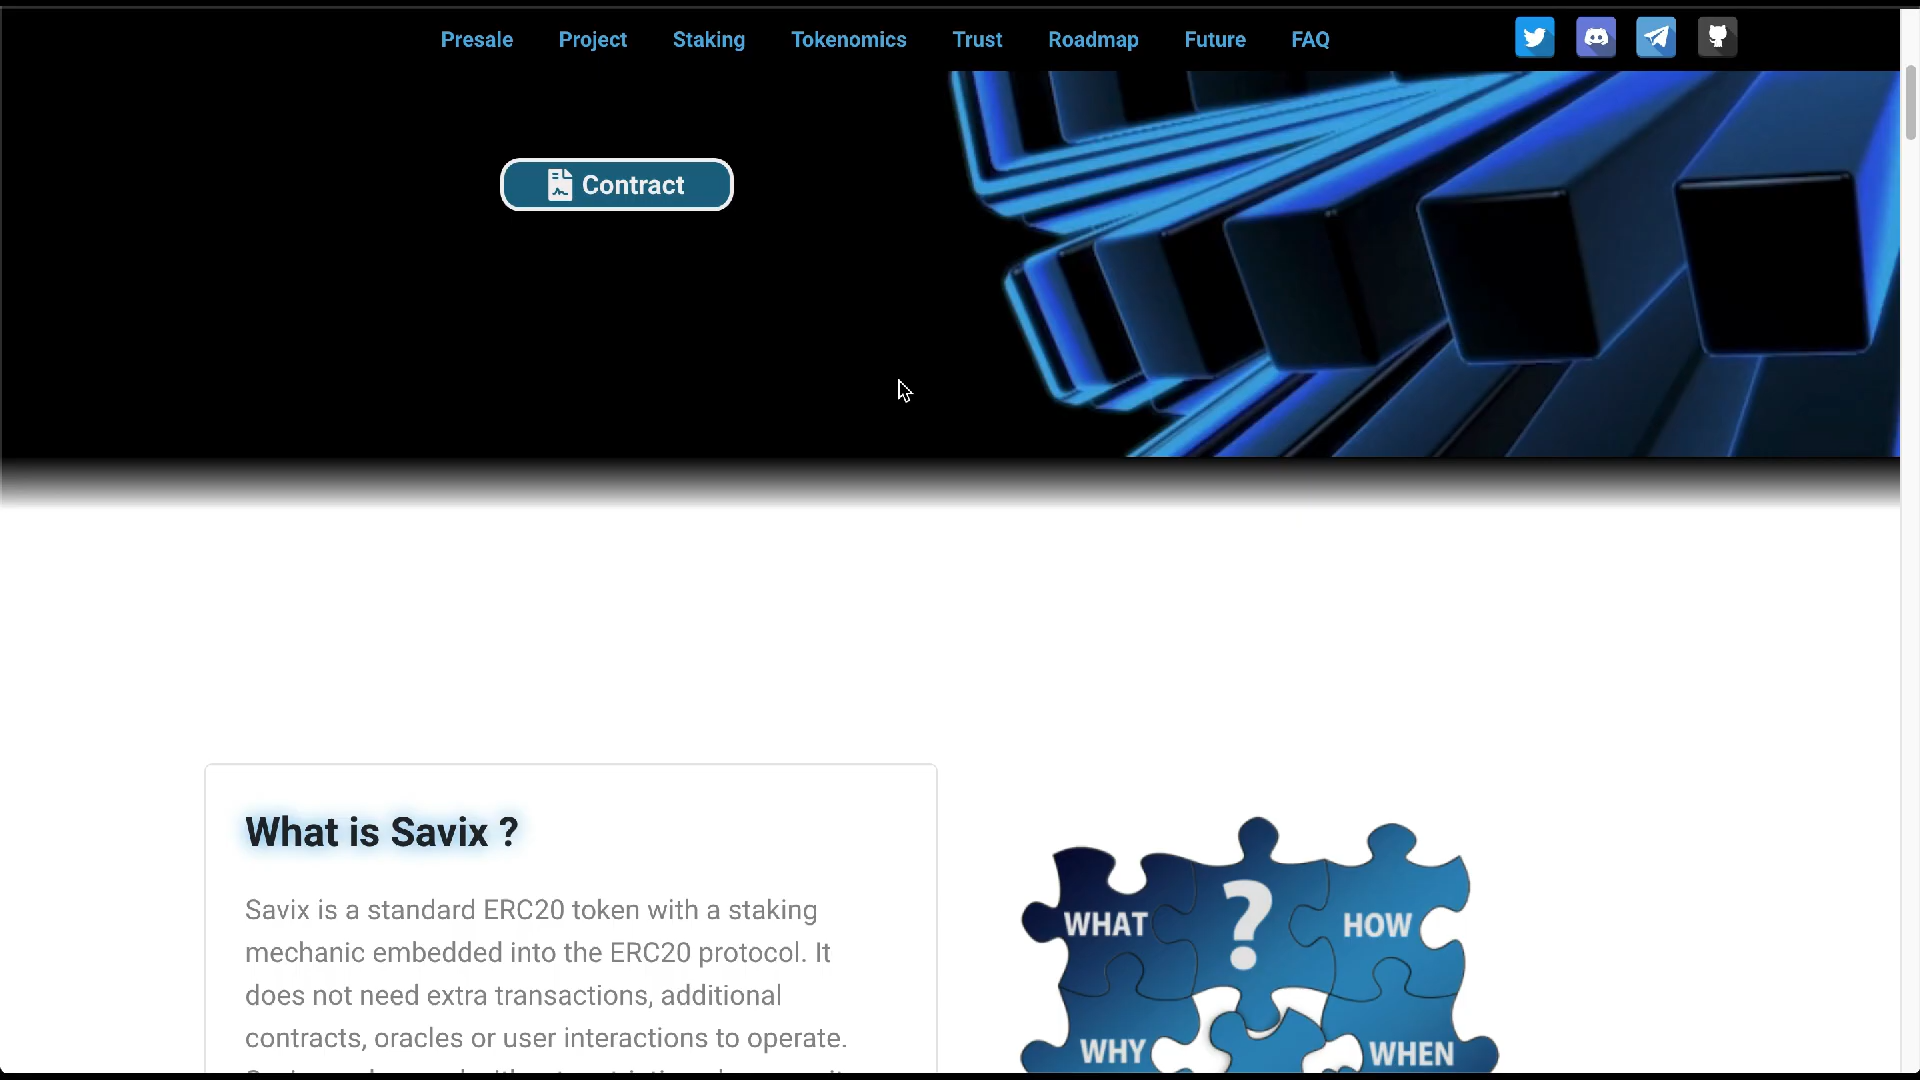 Presale Project Staking Tokenomics Trust Roadmap Future FAQ
Contract
What is Savix ?
Savix is a standard ERC20 token with a staking
mechanic embedded into the ERC20 protocol. It
does not need extra transactions, additional
contracts, oracles or user interactions to operate.
WHAT ? HOW
WHY WHEN